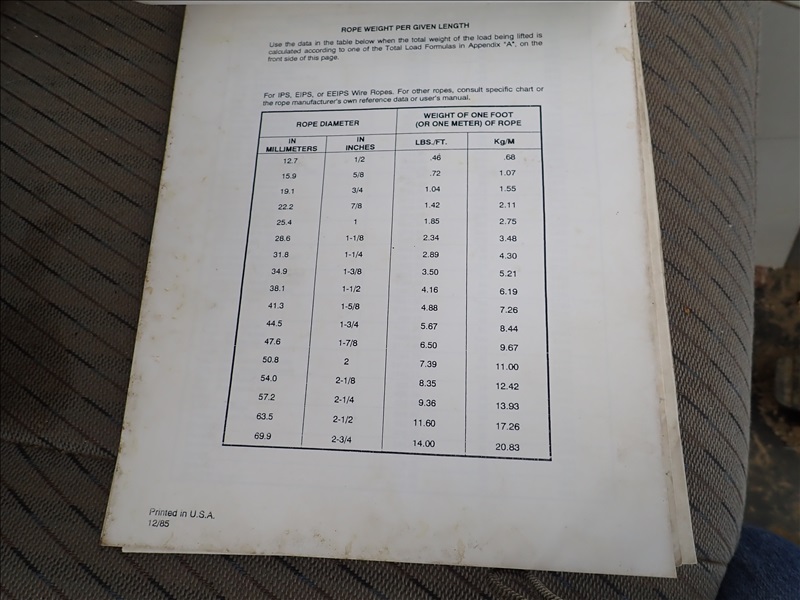 ROPE WEIGHT PER GIVEN LENGTH
Use the data in the table below when the total weight of the load being lifted is
calculated according to one of the Total Load Formulas in Appendix "A", on the
front side of this page.
For IPS, EIPS, or EEIPS Wire Ropes. For other ropes, consult specific chart or
the rope manufacturer's own reference data or user's manual.
ROPE DIAMETER WEIGHT OF ONE FOOT
(OR ONE METER) OF ROPE
IN MILLIMETERS IN INCHES LBS./FT. Kg/M
12.7 1/2 .46 .68
15.9 5/8 .72 1.07
19.1 3/4 1.04 1.55
22.2 7/8 1.42 2.11
25.4 1 1.85 2.75
28.6 1-1/8 2.34 3.48
31.8 1-1/4 2.89 4.30
34.9 1-3/8 3.50 5.21
38.1 1-1/2 4.16 6.19
41.3 1-5/8 4.88 7.26
44.5 1-3/4 5.67 8.44
47.6 1-7/8 6.50 9.67
50.8 2 7.39 11.00
54.0 2-1/8 8.35 12.42
57.2 2-1/4 9.36 13.93
63.5 2-1/2 11.60 17.26
69.9 2-3/4 14.00 20.83
Printed in U.S.A.
12/85